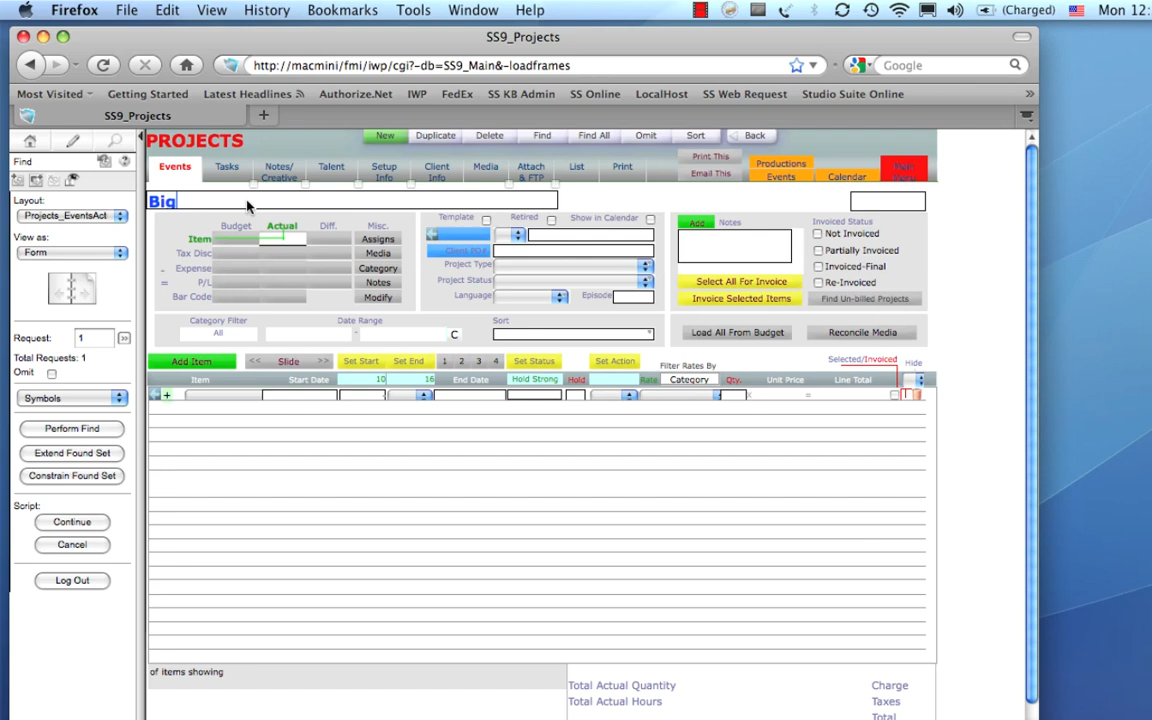 Firefox File Edit View History Bookmarks Tools Window Help (Charged) Mon 12:
SS9_Projects
http://macmini/fmi/iwp/cgi?-db=SS9_Main&-loadframes Google
Most Visited Getting Started Latest Headlines Authorize.Net IWP FedEx SS KB Admin SS Online LocalHost SS Web Request Studio Suite Online »
SS9_Projects +
PROJECTS New Duplicate Delete Find Find All Omit Sort Back
Find
Layout:
Projects_EventsAct
View as:
Form
Request: 1
Total Requests: 1
Omit
Symbols
Perform Find
Extend Found Set
Constrain Found Set
Script:
Continue
Cancel
Log Out
Events Tasks Notes/ Creative Talent Setup Info Client Info Media Attach & FTP List Print
Print This
Email This
Productions
Events
Calendar
Big
Budget Actual Diff. Misc.
Item Assigns
Tax Disc Media
- Expense Category
= P/L Notes
Bar Code Modify
Template Retired Show in Calendar
Client PO#
Project Type
Project Status
Language Episode
Add Notes
Select All For Invoice
Invoice Selected Items
Invoiced Status
Not Invoiced
Partially Invoiced
Invoiced-Final
Re-Invoiced
Find Un-billed Projects
Category Filter Date Range Sort
All - C
Load All From Budget Reconcile Media
Add Item << Slide >> Set Start Set End 1 2 3 4 Set Status Set Action Filter Rates By Selected/Invoiced Hide
Item Start Date 10 16 End Date Hold Strong Hold Rate Category Qty. Unit Price Line Total
+ x =
of items showing
Total Actual Quantity Charge
Total Actual Hours Taxes
Total